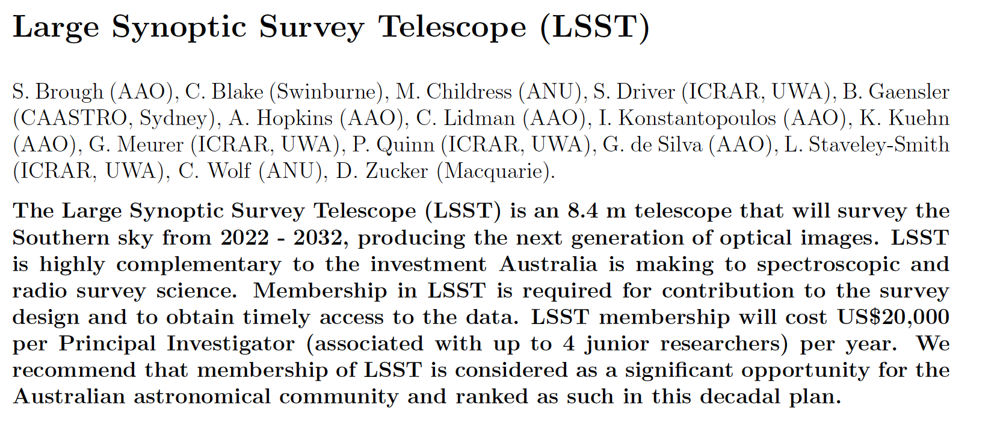 Large Synoptic Survey Telescope (LSST)
S. Brough (AAO), C. Blake (Swinburne), M. Childress (ANU), S. Driver (ICRAR, UWA), B. Gaensler
(CAASTRO, Sydney), A. Hopkins (AAO), C. Lidman (AAO), I. Konstantopoulos (AAO), K. Kuehn
(AAO), G. Meurer (ICRAR, UWA), P. Quinn (ICRAR, UWA), G. de Silva (AAO), L. Staveley-Smith
(ICRAR, UWA), C. Wolf (ANU), D. Zucker (Macquarie).
The Large Synoptic Survey Telescope (LSST) is an 8.4 m telescope that will survey the
Southern sky from 2022 - 2032, producing the next generation of optical images. LSST
is highly complementary to the investment Australia is making to spectroscopic and
radio survey science. Membership in LSST is required for contribution to the survey
design and to obtain timely access to the data. LSST membership will cost US$20,000
per Principal Investigator (associated with up to 4 junior researchers) per year. We
recommend that membership of LSST is considered as a significant opportunity for the
Australian astronomical community and ranked as such in this decadal plan.